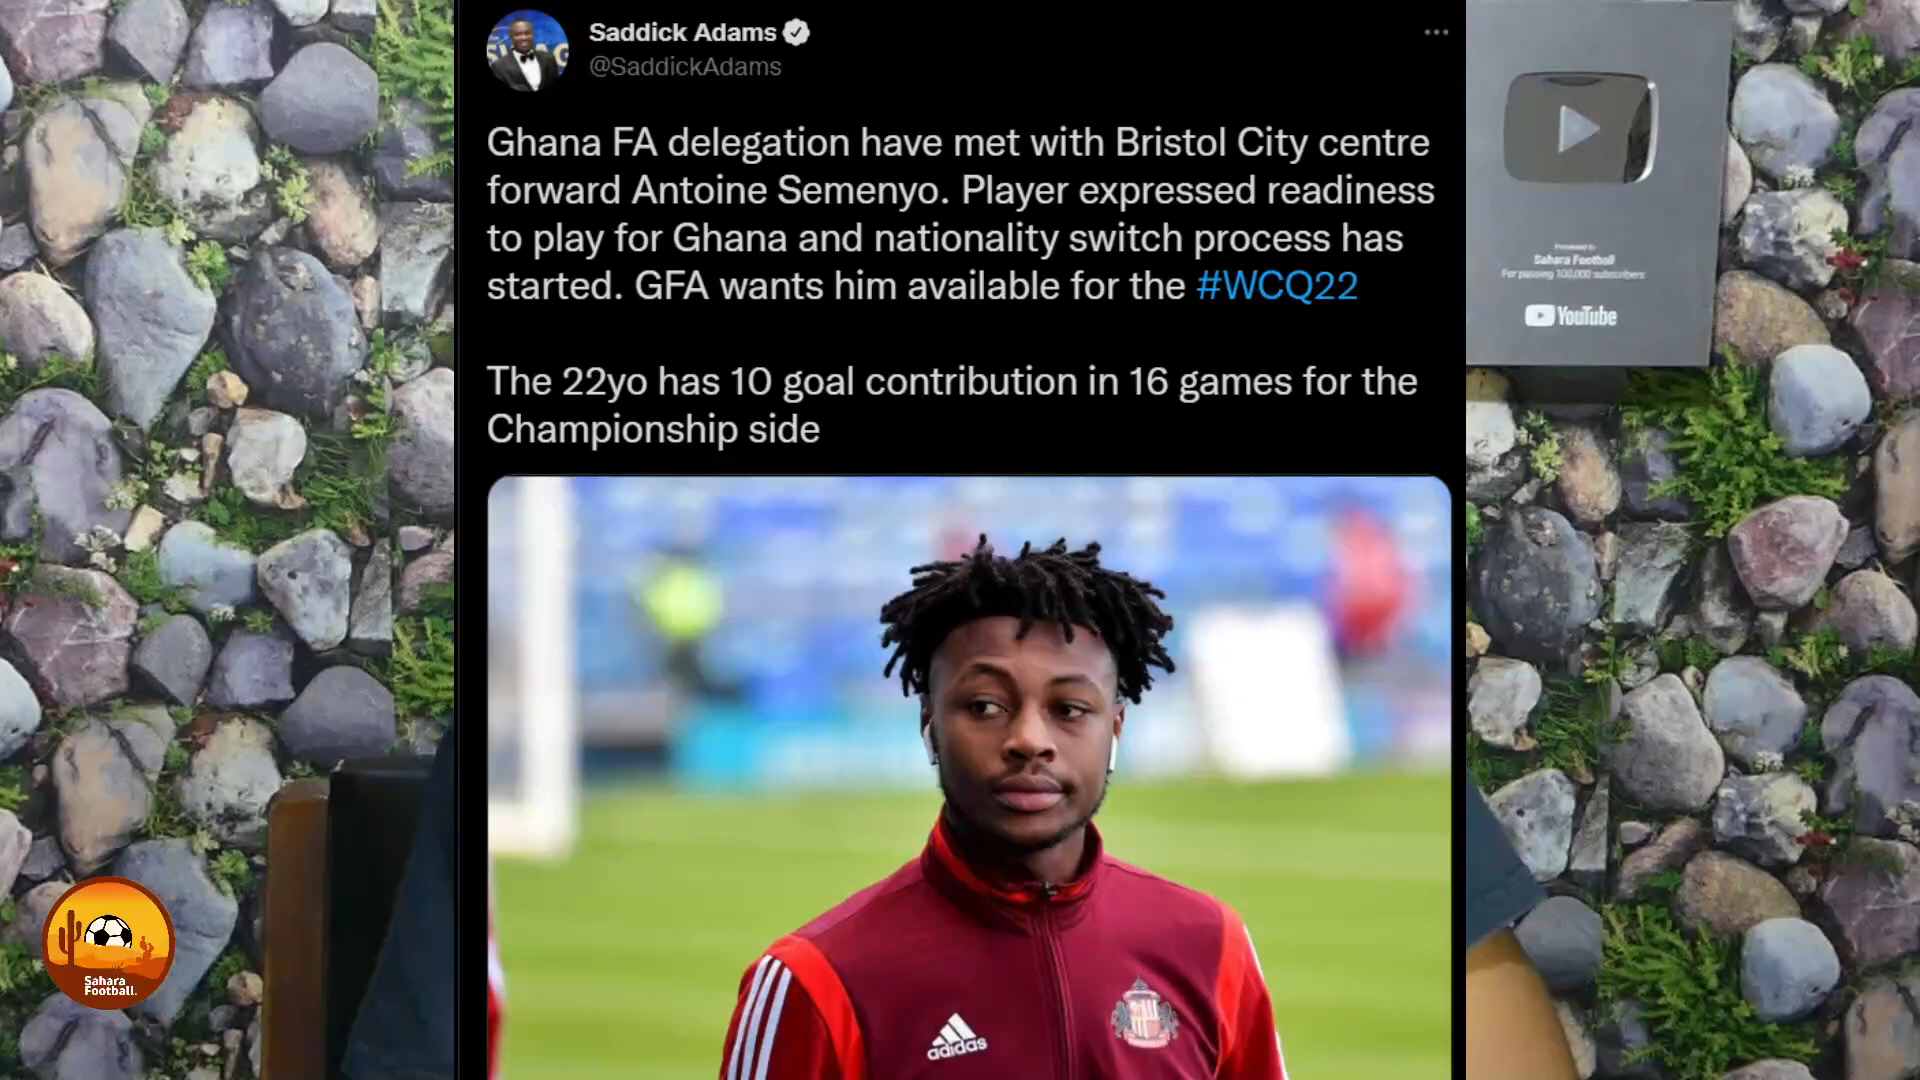 Saddick Adams
@SaddickAdams
Ghana FA delegation have met with Bristol City centre
forward Antoine Semenyo. Player expressed readiness
to play for Ghana and nationality switch process has
started. GFA wants him available for the #WCQ22
The 22yo has 10 goal contribution in 16 games for the
Championship side
adidas
Presented to
Sahara Football
For passing 100,000 subscribers
YouTube
Sahara
Football.